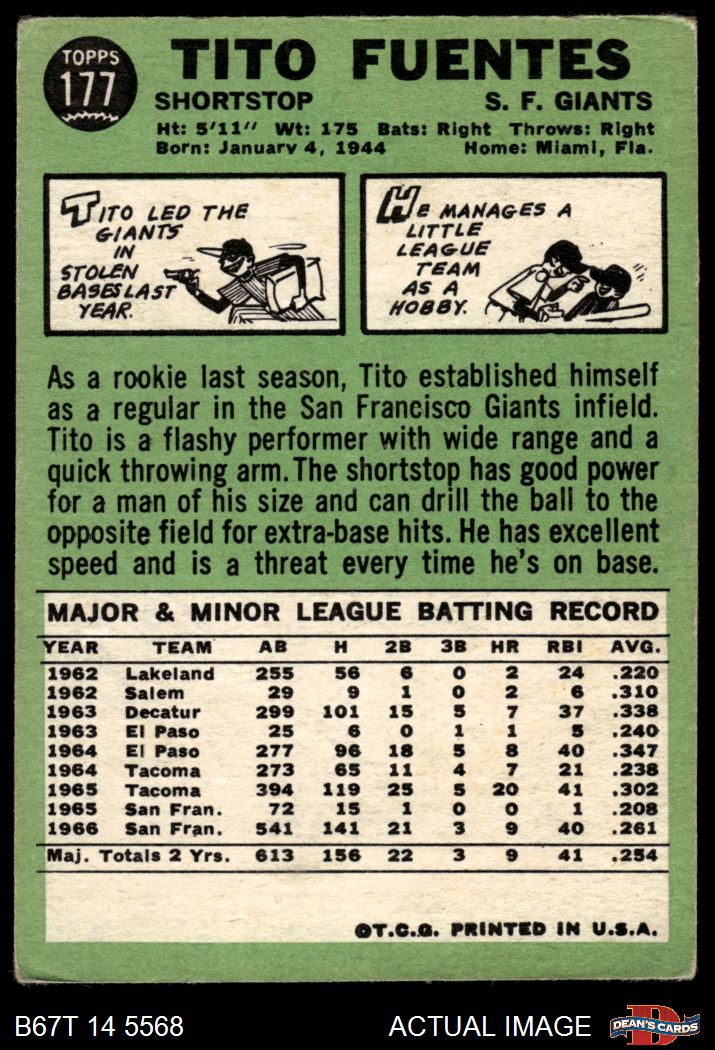 TOPPS
177
TITO FUENTES
SHORTSTOP S. F. GIANTS
Ht: 5'11" Wt: 175 Bats: Right Throws: Right
Born: January 4, 1944 Home: Miami, Fla.
TITO LED THE
GIANTS
IN
STOLEN
BASES LAST
YEAR.
HE MANAGES A
LITTLE
LEAGUE
TEAM
AS A
HOBBY.
As a rookie last season, Tito established himself
as a regular in the San Francisco Giants infield.
Tito is a flashy performer with wide range and a
quick throwing arm. The shortstop has good power
for a man of his size and can drill the ball to the
opposite field for extra-base hits. He has excellent
speed and is a threat every time he's on base.
MAJOR & MINOR LEAGUE BATTING RECORD
YEAR TEAM AB H 2B 3B HR RBI AVG.
1962 Lakeland 255 56 6 0 2 24 .220
1962 Salem 29 9 1 0 2 6 .310
1963 Decatur 299 101 15 5 7 37 .338
1963 El Paso 25 6 0 1 1 5 .240
1964 El Paso 277 96 18 5 8 40 .347
1964 Tacoma 273 65 11 4 7 21 .238
1965 Tacoma 394 119 25 5 20 41 .302
1965 San Fran. 72 15 1 0 0 1 .208
1966 San Fran. 541 141 21 3 9 40 .261
Maj. Totals 2 Yrs. 613 156 22 3 9 41 .254
©T.C.G. PRINTED IN U.S.A.
B67T 14 5568 ACTUAL IMAGE DEAN'S CARDS